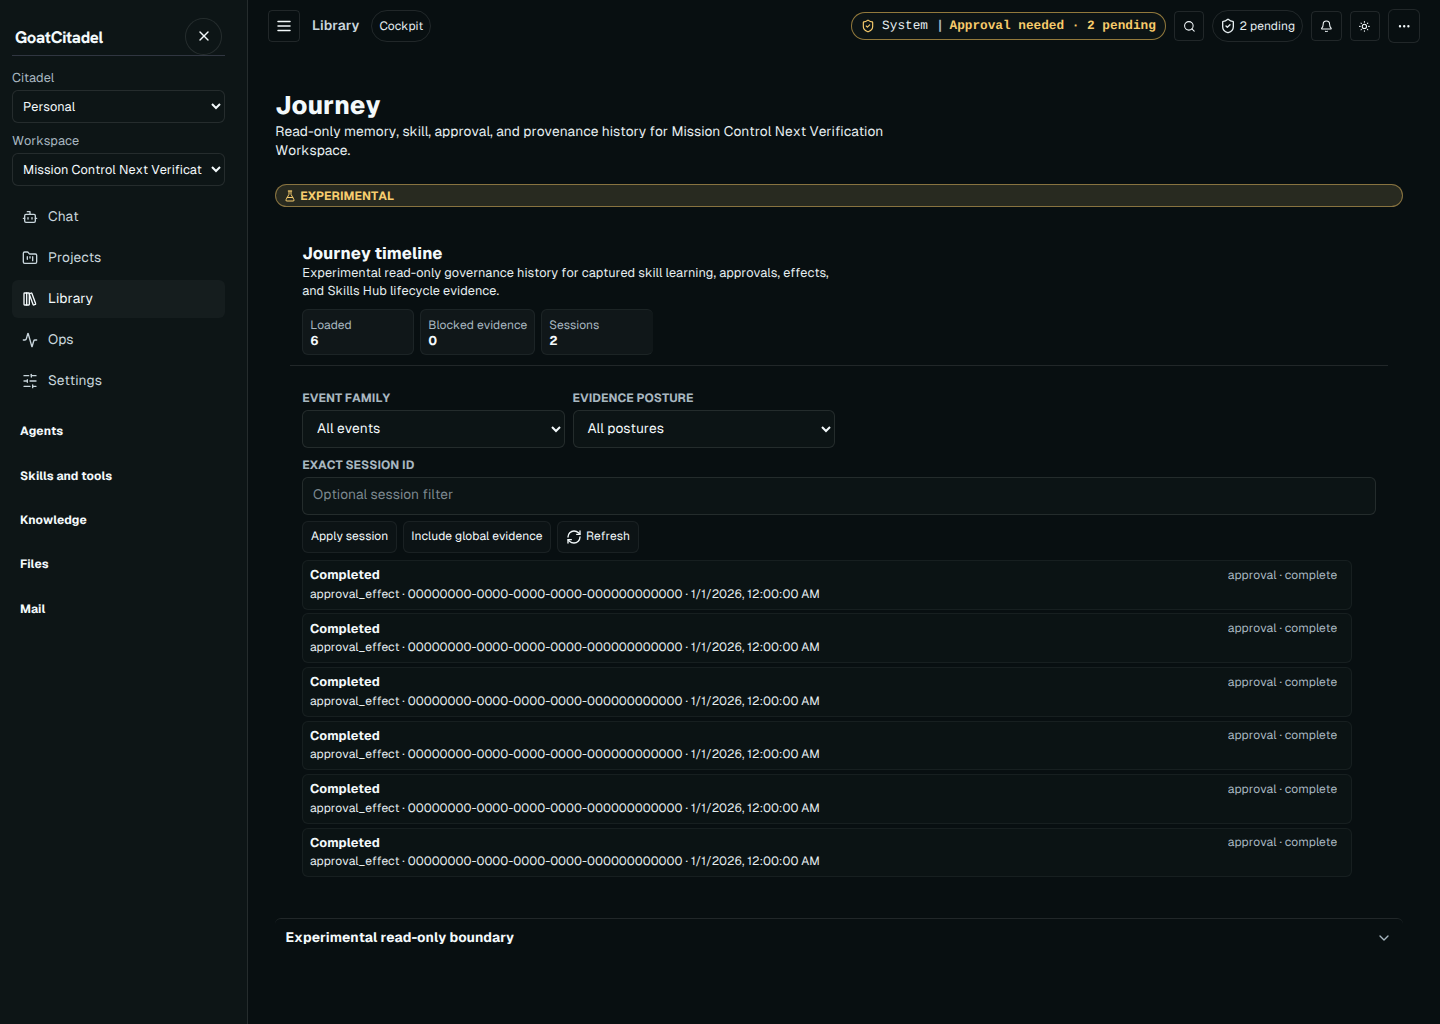 GoatCitadel
Citadel
Personal
Workspace
Mission Control Next Verificat
Chat
Projects
Library
Ops
Settings
Agents
Skills and tools
Knowledge
Files
Mail
Library
Cockpit
System | Approval needed · 2 pending
2 pending
Journey
Read-only memory, skill, approval, and provenance history for Mission Control Next Verification
Workspace.
EXPERIMENTAL
Journey timeline
Experimental read-only governance history for captured skill learning, approvals, effects,
and Skills Hub lifecycle evidence.
Loaded
6
Blocked evidence
0
Sessions
2
EVENT FAMILY
All events
EVIDENCE POSTURE
All postures
EXACT SESSION ID
Optional session filter
Apply session
Include global evidence
Refresh
Completed
approval · complete
approval_effect · 00000000-0000-0000-0000-000000000000 · 1/1/2026, 12:00:00 AM
Completed
approval · complete
approval_effect · 00000000-0000-0000-0000-000000000000 · 1/1/2026, 12:00:00 AM
Completed
approval · complete
approval_effect · 00000000-0000-0000-0000-000000000000 · 1/1/2026, 12:00:00 AM
Completed
approval · complete
approval_effect · 00000000-0000-0000-0000-000000000000 · 1/1/2026, 12:00:00 AM
Completed
approval · complete
approval_effect · 00000000-0000-0000-0000-000000000000 · 1/1/2026, 12:00:00 AM
Completed
approval · complete
approval_effect · 00000000-0000-0000-0000-000000000000 · 1/1/2026, 12:00:00 AM
Experimental read-only boundary